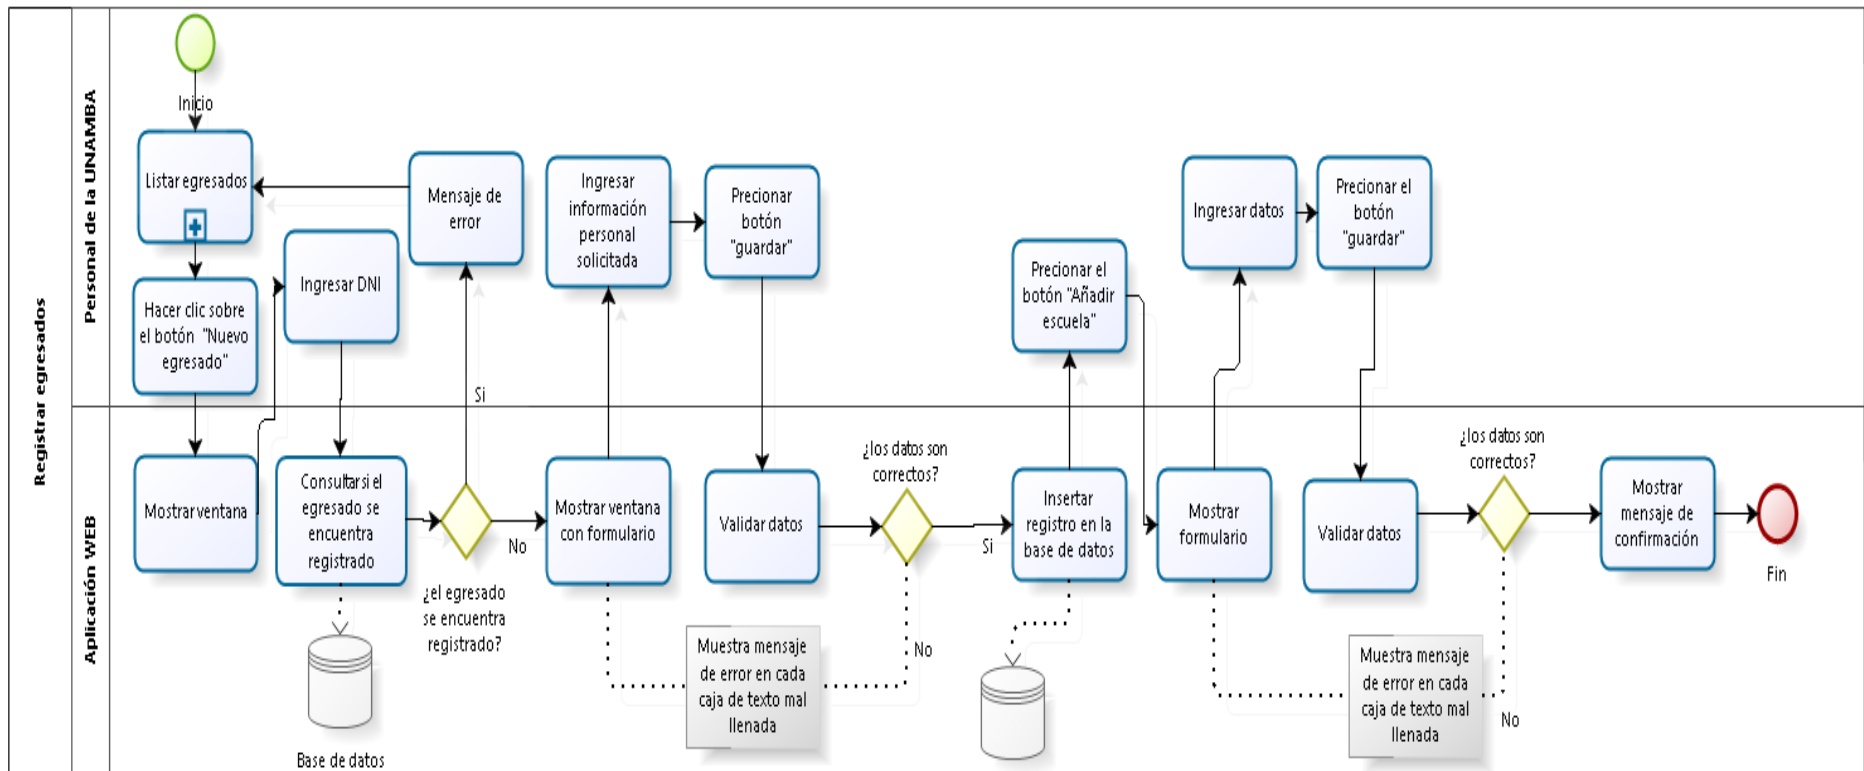 Registrar egresados
Personal de la UNAMBA
Inicio
Listar egresados
Hacer clic sobre
el botón "Nuevo
egresado"
Ingresar DNI
Mensaje de
error
Si
Ingresar
información
personal
solicitada
Precionar
botón
"guardar"
Precionar el
botón "Añadir
escuela"
Ingresar datos
Precionar el
botón
"guardar"
Aplicación WEB
Mostrar ventana
Consultar si el
egresado se
encuentra
registrado
Base de datos
¿el egresado
se encuentra
registrado?
No
Mostrar ventana
con formulario
Validar datos
¿los datos son
correctos?
Si
No
Muestra mensaje
de error en cada
caja de texto mal
llenada
Insertar
registro en la
base de datos
Mostrar
formulario
Validar datos
¿los datos son
correctos?
No
Muestra mensaje
de error en cada
caja de texto mal
llenada
Mostrar
mensaje de
confirmación
Fin